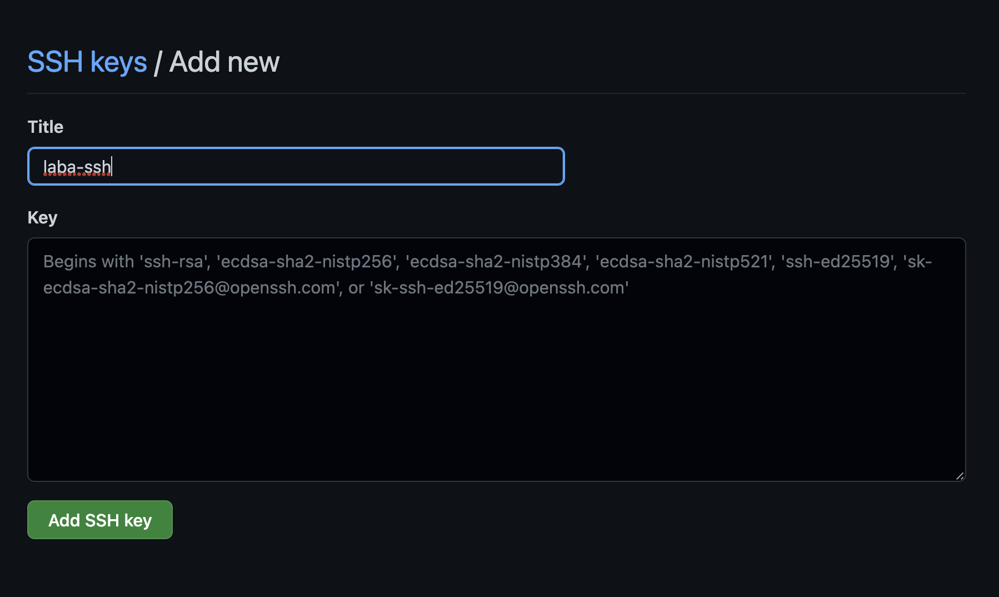 SSH keys / Add new
Title
laba-ssh
Key
Begins with 'ssh-rsa', 'ecdsa-sha2-nistp256', 'ecdsa-sha2-nistp384', 'ecdsa-sha2-nistp521', 'ssh-ed25519', 'sk-
ecdsa-sha2-nistp256@openssh.com', or 'sk-ssh-ed25519@openssh.com'
Add SSH key